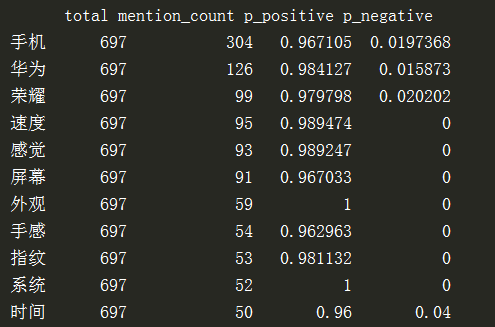 total mention_count p_positive p_negative
手机 697 304 0.967105 0.0197368
华为 697 126 0.984127 0.015873
荣耀 697 99 0.979798 0.020202
速度 697 95 0.989474 0
感觉 697 93 0.989247 0
屏幕 697 91 0.967033 0
外观 697 59 1 0
手感 697 54 0.962963 0
指纹 697 53 0.981132 0
系统 697 52 1 0
时间 697 50 0.96 0.04